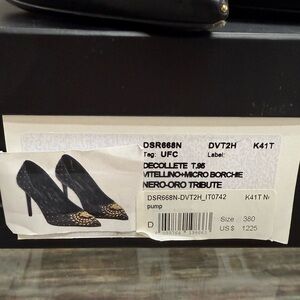 DSR668N DVT2H K41T
Tag: UFC Label:
DECOLLETE T.95
VITELLINO+MICRO BORCHIE
NERO-ORO TRIBUTE
DSR668N-DVT2H_IT0742 K41T
pump
D
Size: 380
US $ 1225